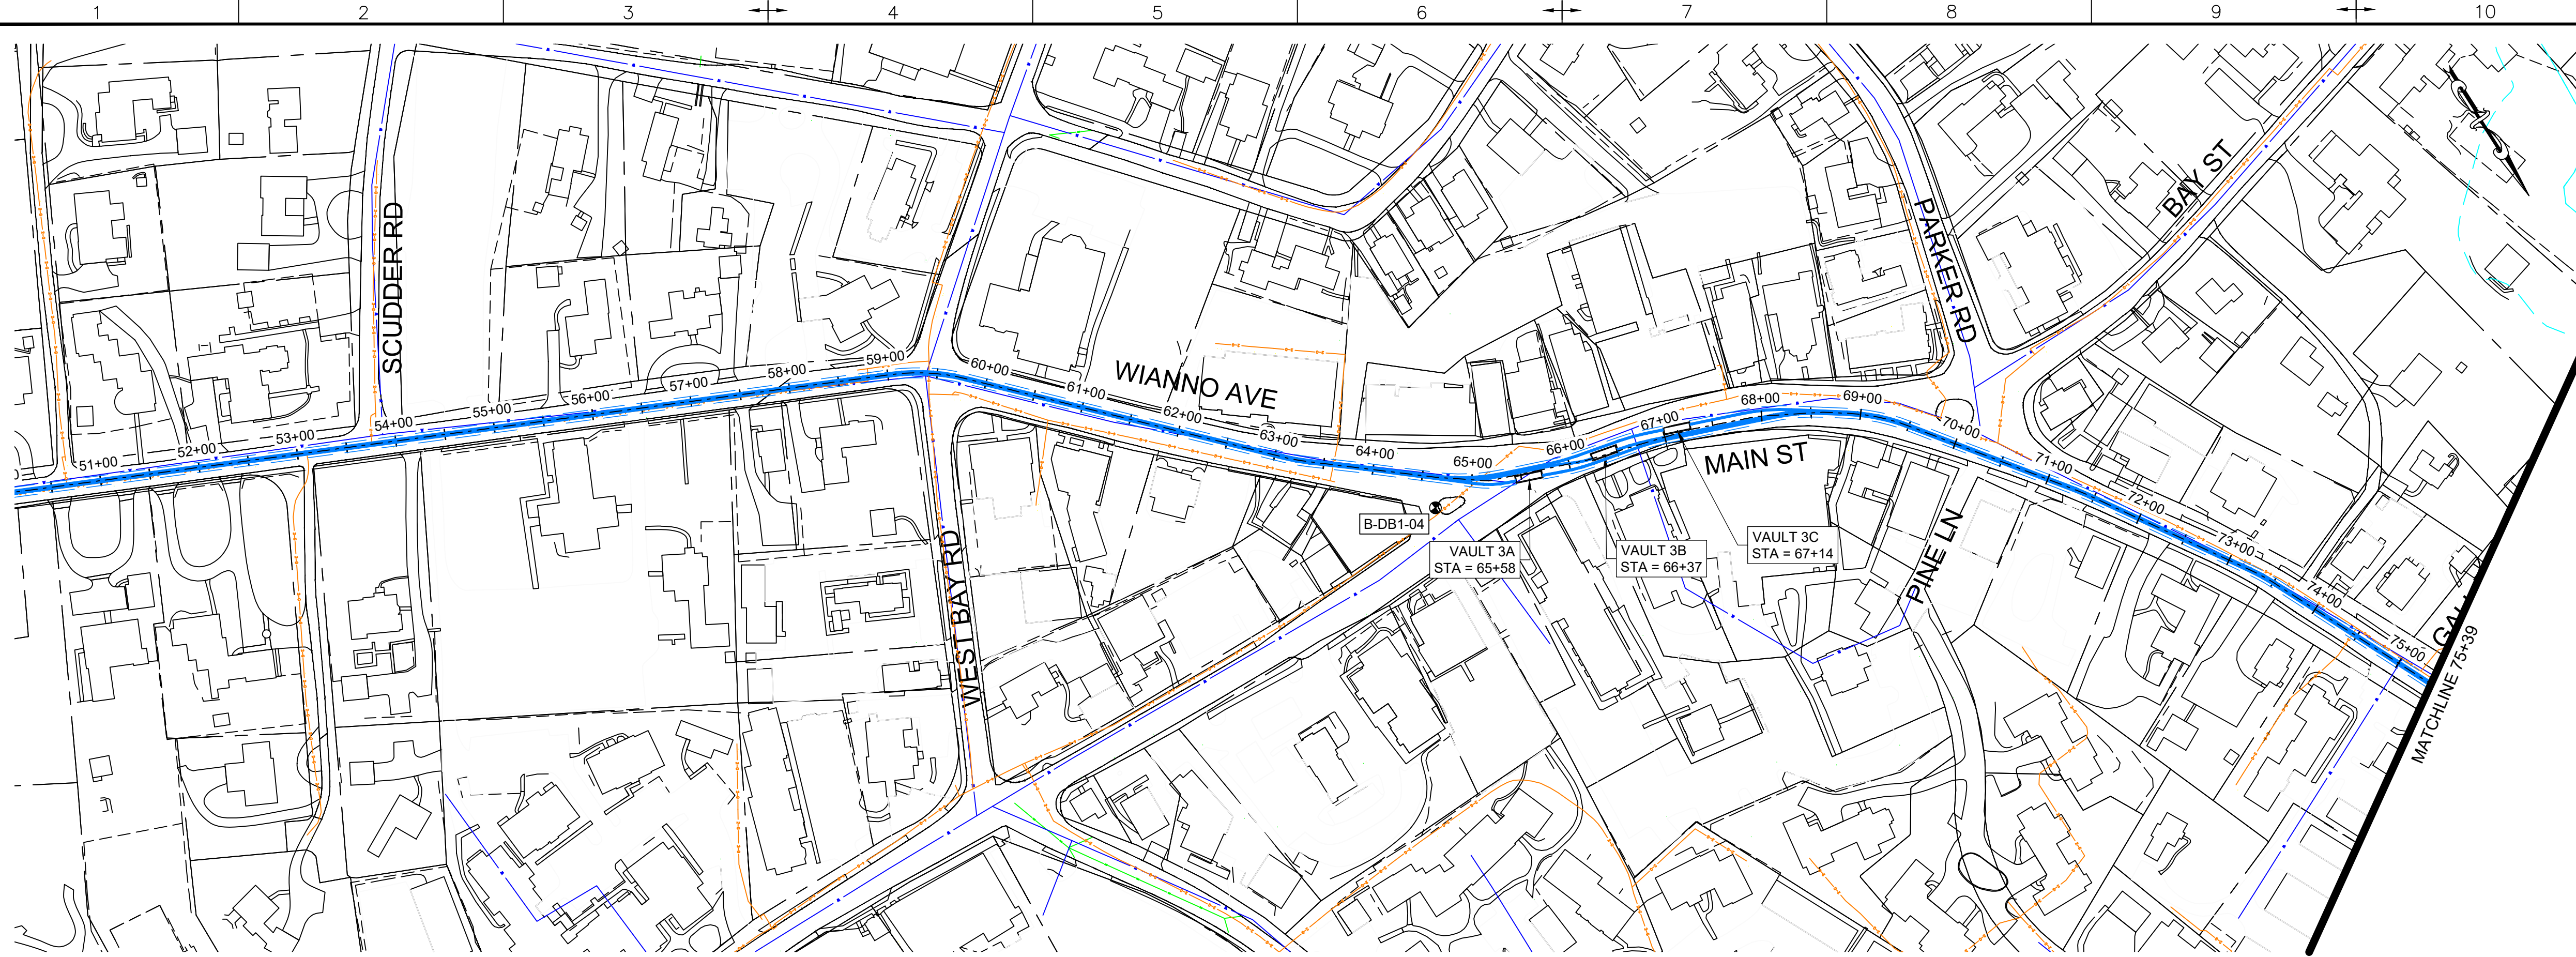 1 2 3 4 5 6 7 8 9 10
SCUDDER RD
WIANNO AVE
WEST BAY RD
MAIN ST
PARKER RD
BAY ST
PINE LN
51+00
52+00
53+00
54+00
55+00
56+00
57+00
58+00
59+00
60+00
61+00
62+00
63+00
64+00
65+00
66+00
67+00
68+00
69+00
70+00
71+00
72+00
73+00
74+00
75+00
B-DB1-04
VAULT 3A
STA = 65+58
VAULT 3B
STA = 66+37
VAULT 3C
STA = 67+14
MATCHLINE 75+39